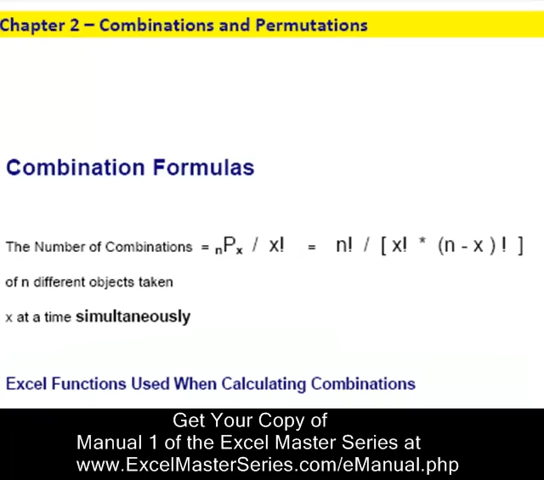 Chapter 2 – Combinations and Permutations
Combination Formulas
The Number of Combinations = nPx / x! = n! / [ x! * (n - x ) ! ]
of n different objects taken
x at a time simultaneously
Excel Functions Used When Calculating Combinations
Get Your Copy of
Manual 1 of the Excel Master Series at
www.ExcelMasterSeries.com/eManual.php